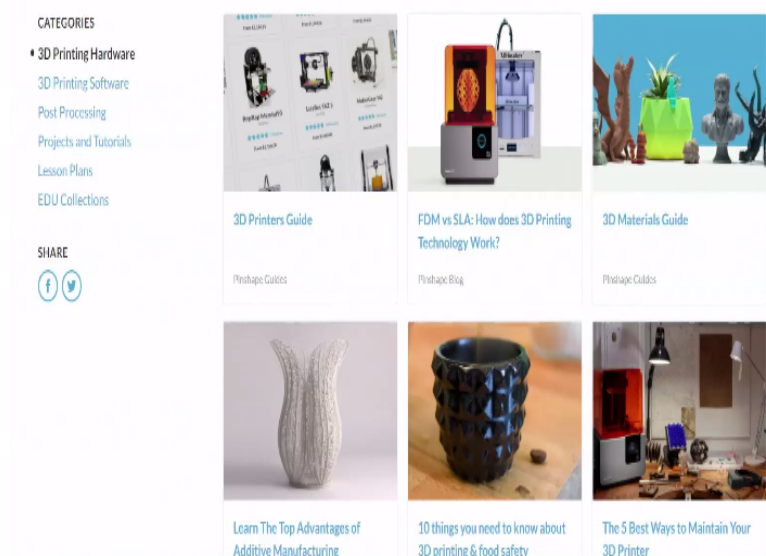 CATEGORIES
3D Printing Hardware
3D Printing Software
Post Processing
Projects and Tutorials
Lesson Plans
EDU Collections
SHARE
3D Printers Guide
Pinshape Guides
FDM vs SLA: How does 3D Printing
Technology Work?
Pinshape Blog
3D Materials Guide
Pinshape Guides
Learn The Top Advantages of
Additive Manufacturing
10 things you need to know about
3D printing & food safety
The 5 Best Ways to Maintain Your
3D Printer